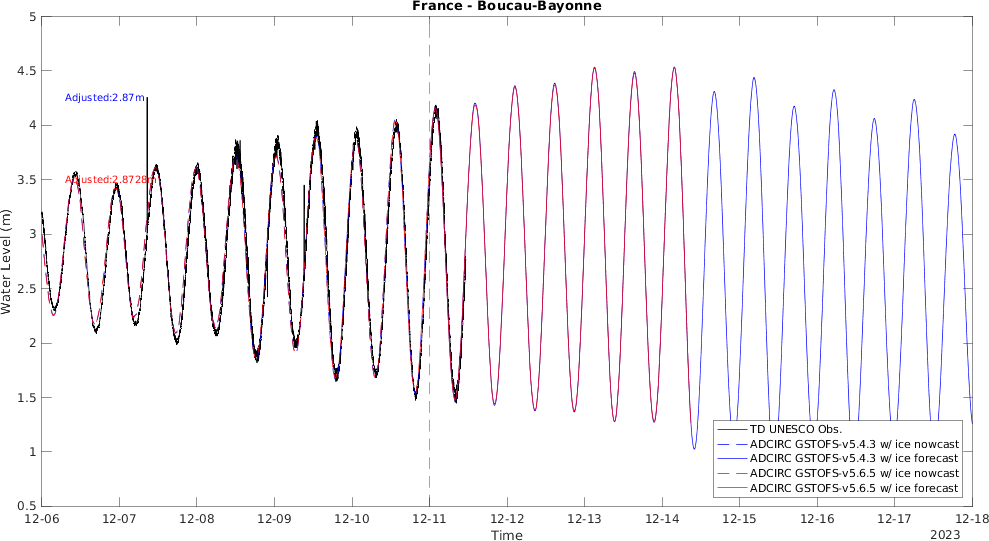 France - Boucau-Bayonne
5
4.5
4
3.5
3
2.5
2
1.5
1
0.5
Water Level (m)
Adjusted:2.87m
Adjusted:2.8728m
TD UNESCO Obs.
ADCIRC GSTOFS-v5.4.3 w/ ice nowcast
ADCIRC GSTOFS-v5.4.3 w/ ice forecast
ADCIRC GSTOFS-v5.6.5 w/ ice nowcast
ADCIRC GSTOFS-v5.6.5 w/ ice forecast
12-06 12-07 12-08 12-09 12-10 12-11 12-12 12-13 12-14 12-15 12-16 12-17 12-18
Time
2023